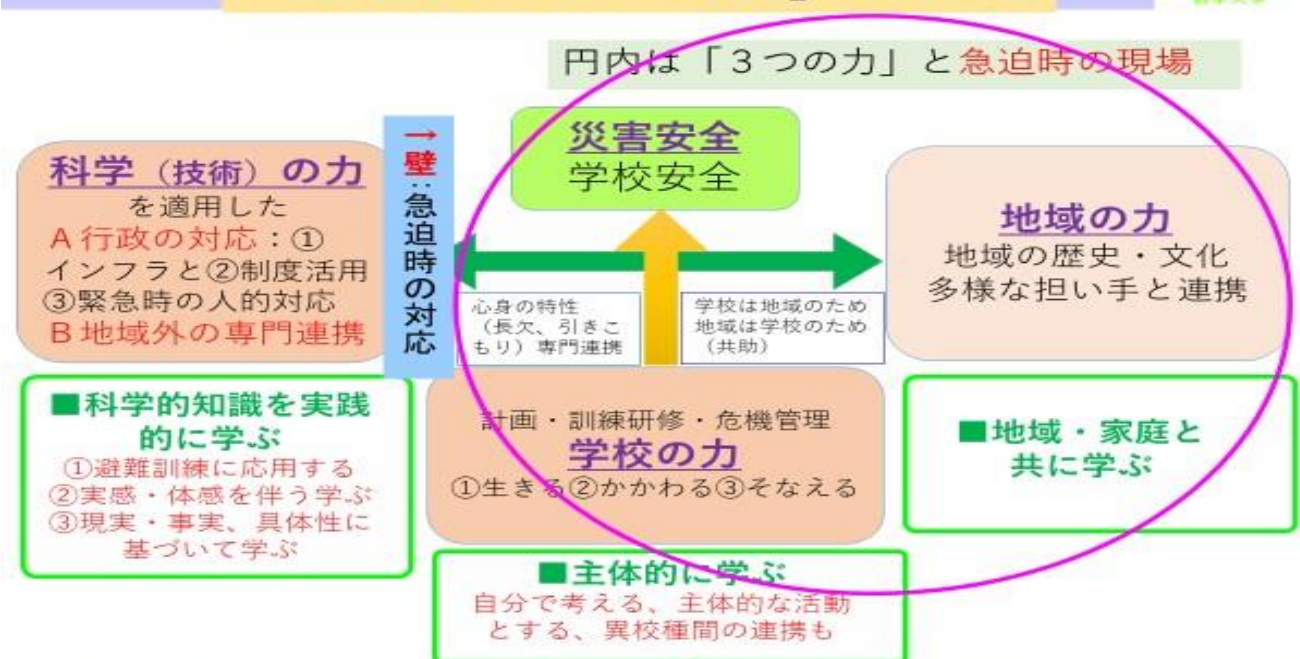 円内は「３つの力」と急迫時の現場
災害安全
学校安全
科学（技術）の力
を適用した
A 行政の対応：①
インフラと②制度活用
③緊急時の人的対応
B 地域外の専門連携
→壁：急迫時の対応
地域の力
地域の歴史・文化
多様な担い手と連携
心身の特性
（長欠、引きこ
もり）専門連携
学校は地域のため
地域は学校のため
（共助）
計画・訓練研修・危機管理
学校の力
①生きる②かかわる③そなえる
■科学的知識を実践
的に学ぶ
①避難訓練に応用する
②実感・体感を伴う学ぶ
③現実・事実、具体性に
基づいて学ぶ
■地域・家庭と
共に学ぶ
■主体的に学ぶ
自分で考える、主体的な活動
とする、異校種間の連携も